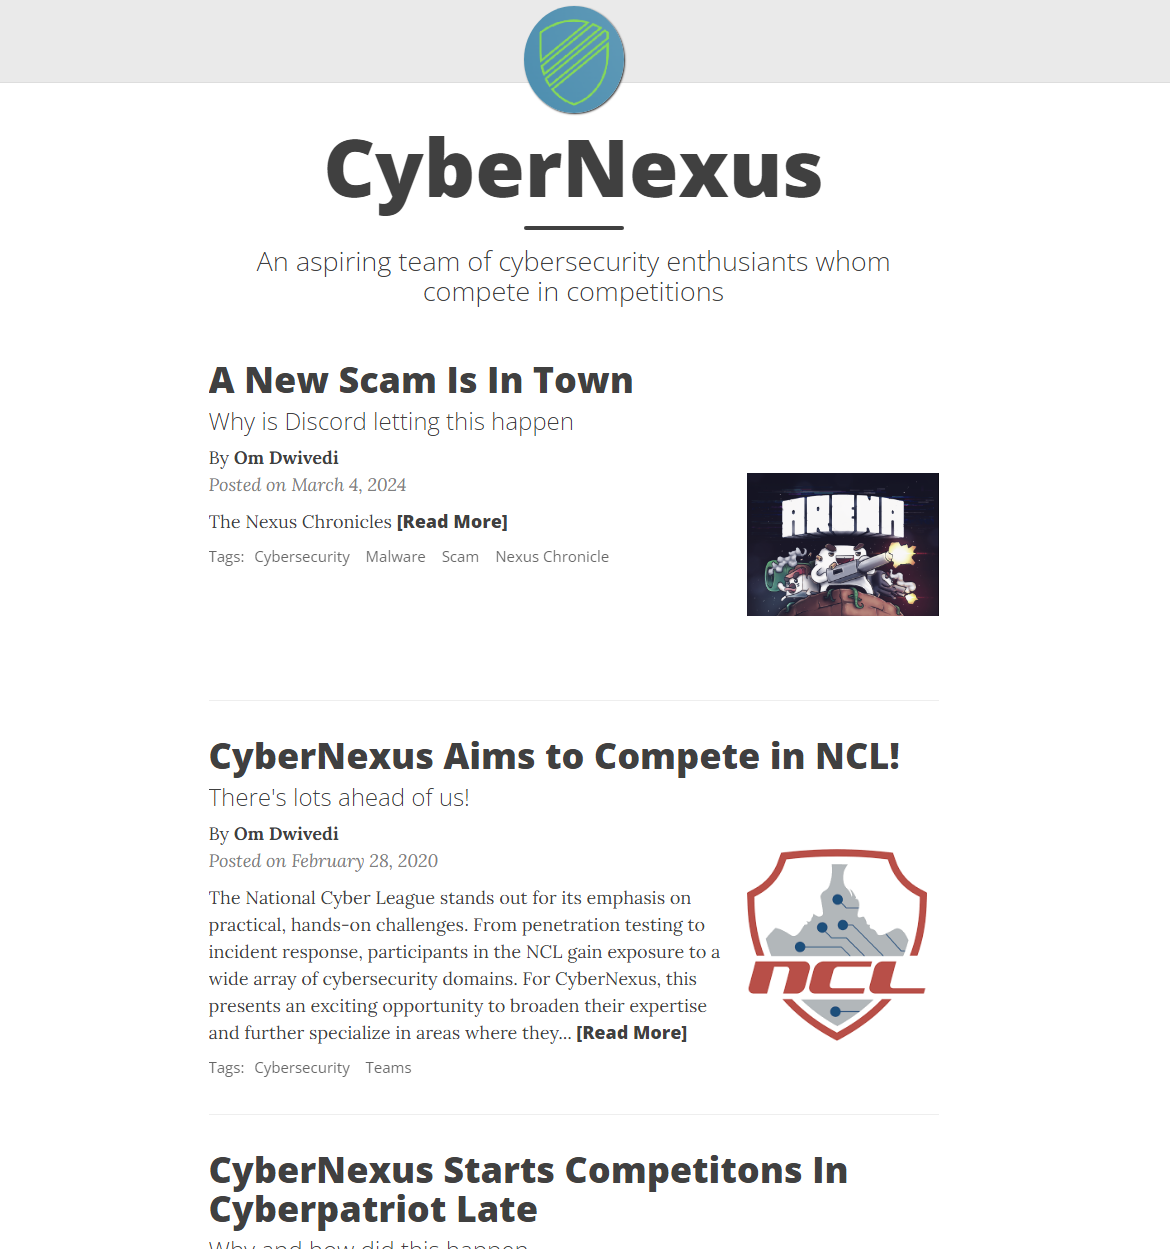 CyberNexus
An aspiring team of cybersecurity enthusiants whom
compete in competitions
A New Scam Is In Town
Why is Discord letting this happen
By Om Dwivedi
Posted on March 4, 2024
The Nexus Chronicles [Read More]
Tags: Cybersecurity Malware Scam Nexus Chronicle
ARENA
CyberNexus Aims to Compete in NCL!
There's lots ahead of us!
By Om Dwivedi
Posted on February 28, 2020
The National Cyber League stands out for its emphasis on
practical, hands-on challenges. From penetration testing to
incident response, participants in the NCL gain exposure to a
wide array of cybersecurity domains. For CyberNexus, this
presents an exciting opportunity to broaden their expertise
and further specialize in areas where they... [Read More]
Tags: Cybersecurity Teams
NCL
CyberNexus Starts Competitons In
Cyberpatriot Late
Why and how did this happen